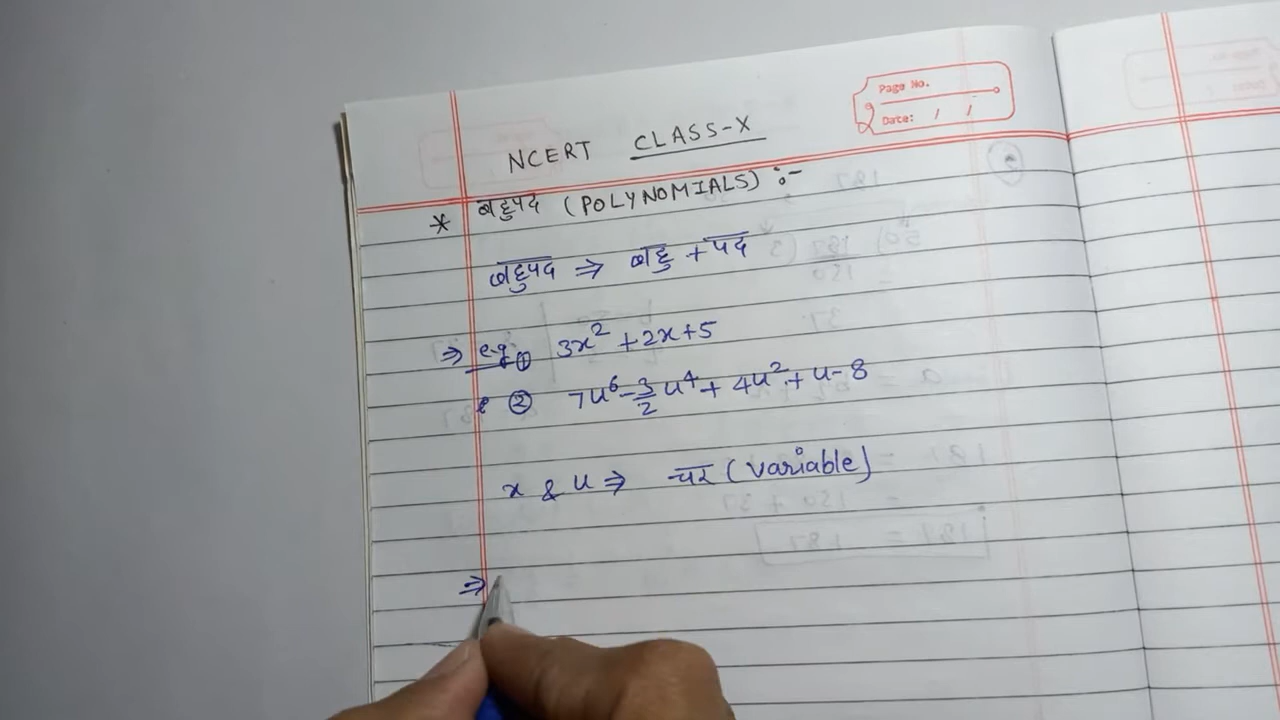 Page No.
Date: / /
NCERT CLASS-X
* बहुपद (POLYNOMIALS) :-
बहुपद ⇒ बहु + पद
⇒ e.g ① 3x² + 2x + 5
② 7u⁶ - 3/2 u⁴ + 4u² + u - 8
x & u ⇒ चर (variable)
⇒